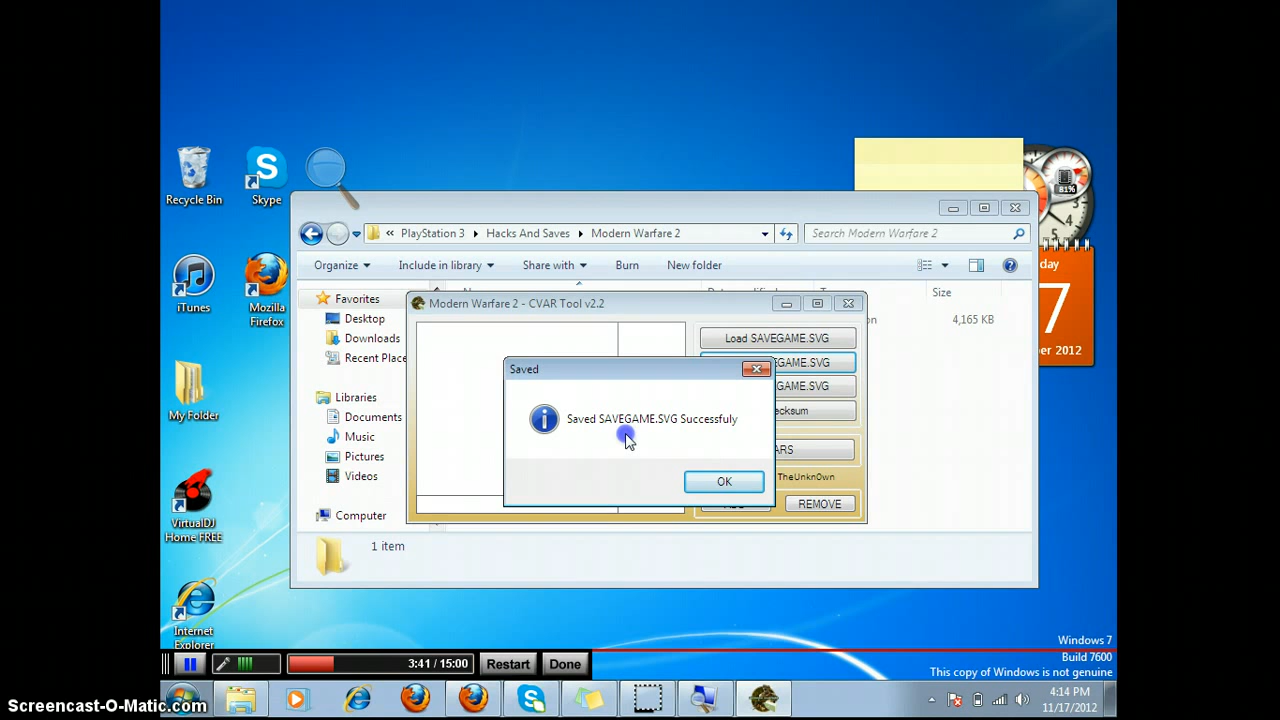 Recycle Bin
Skype
iTunes
Mozilla
Firefox
My Folder
VirtualDJ
Home FREE
Internet
Explorer
81%
day
7
er 2012
« PlayStation 3 Hacks And Saves Modern Warfare 2
Search Modern Warfare 2
Organize
Include in library
Share with
Burn
New folder
Size
4,165 KB
Favorites
Desktop
Downloads
Recent Place
Libraries
Documents
Music
Pictures
Videos
Computer
1 item
Modern Warfare 2 - CVAR Tool v2.2
Load SAVEGAME.SVG
GAME.SVG
GAME.SVG
cksum
ARS
TheUnkn0wn
REMOVE
Saved
Saved SAVEGAME.SVG Successfuly
OK
Windows 7
Build 7600
This copy of Windows is not genuine
3:41 / 15:00
Restart
Done
4:14 PM
11/17/2012
Screencast-O-Matic.com